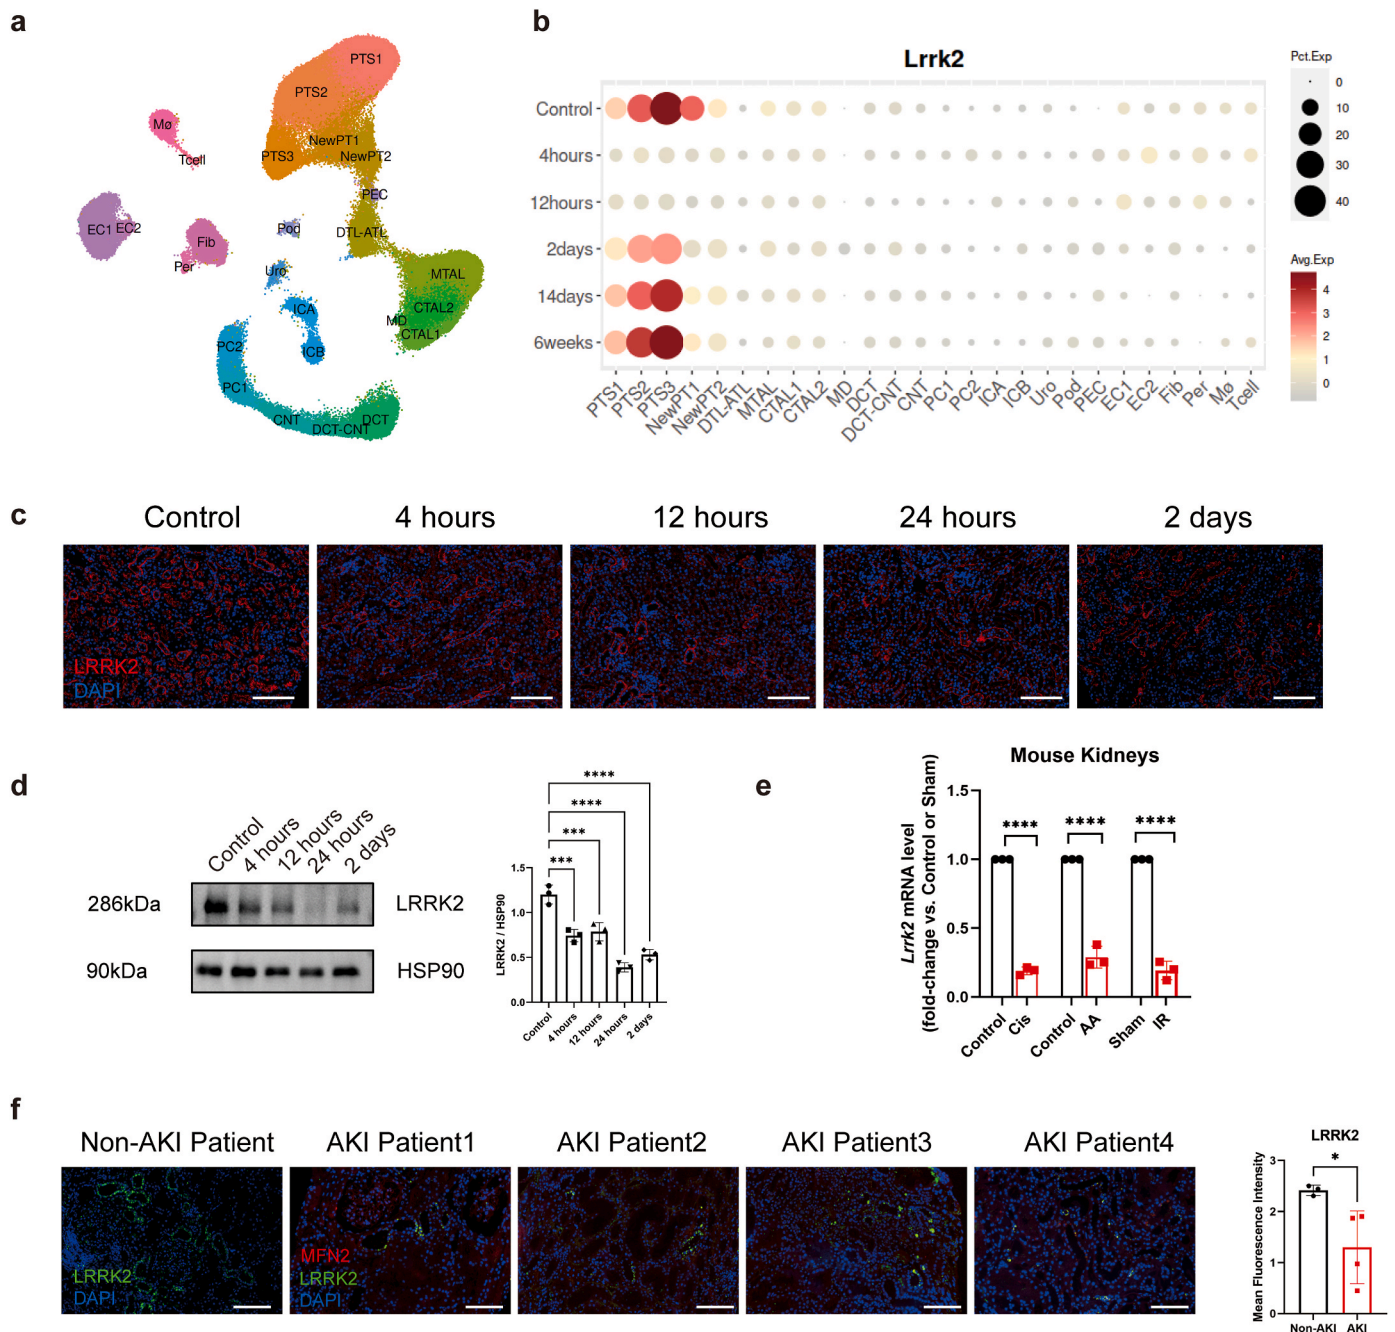 a
PTS1
PTS2
Mø
Tcell
NewPT1
PTS3
NewPT2
PEC
EC1
EC2
Pod
DTL-ATL
Fib
Per
Uro
MTAL
ICA
CTAL2
MD
CTAL1
PC2
ICB
PC1
CNT
DCT
DCT-CNT
b
Lrrk2
Control
4hours
12hours
2days
14days
6weeks
PTS1
PTS2
PTS3
NewPT1
NewPT2
DTL-ATL
MTAL
CTAL1
CTAL2
MD
DCT
DCT-CNT
CNT
PC1
PC2
ICA
ICB
Uro
Pod
PEC
EC1
EC2
Fib
Per
Mø
Tcell
Pct.Exp
0
10
20
30
40
Avg.Exp
4
3
2
1
0
c
Control
4 hours
12 hours
24 hours
2 days
LRRK2
DAPI
d
Control
4 hours
12 hours
24 hours
2 days
286kDa
LRRK2
90kDa
HSP90
****
****
***
***
LRRK2 / HSP90
1.5
1.0
0.5
0.0
Control
4 hours
12 hours
24 hours
2 days
e
Mouse Kidneys
Lrrk2 mRNA level
(fold-change vs. Control or Sham)
1.5
1.0
0.5
0.0
****
****
****
Control
Cis
Control
AA
Sham
IR
f
Non-AKI Patient
AKI Patient1
AKI Patient2
AKI Patient3
AKI Patient4
LRRK2
DAPI
MFN2
LRRK2
DAPI
LRRK2
Mean Fluorescence Intensity
3
2
1
0
*
Non-AKI
AKI